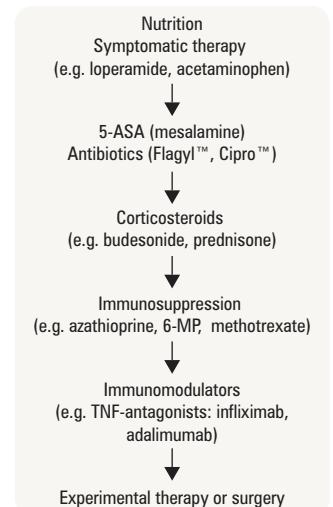 Nutrition
Symptomatic therapy
(e.g. loperamide, acetaminophen)
5-ASA (mesalamine)
Antibiotics (Flagyl™, Cipro™)
Corticosteroids
(e.g. budesonide, prednisone)
Immunosuppression
(e.g. azathioprine, 6-MP, methotrexate)
Immunomodulators
(e.g. TNF-antagonists: infliximab,
adalimumab)
Experimental therapy or surgery